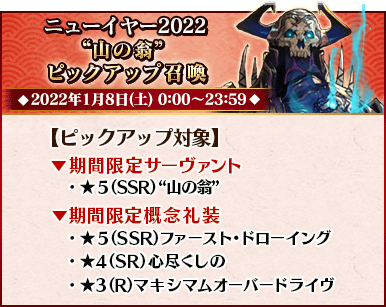 ニューイヤー2022
“山の翁”
ピックアップ召喚
◆2022年1月8日(土) 0:00～23:59◆
【ピックアップ対象】
▼期間限定サーヴァント
・★5(SSR)“山の翁”
▼期間限定概念礼装
・★5(SSR)ファースト・ドローイング
・★4(SR)心尽くしの
・★3(R)マキシマムオーバードライヴ